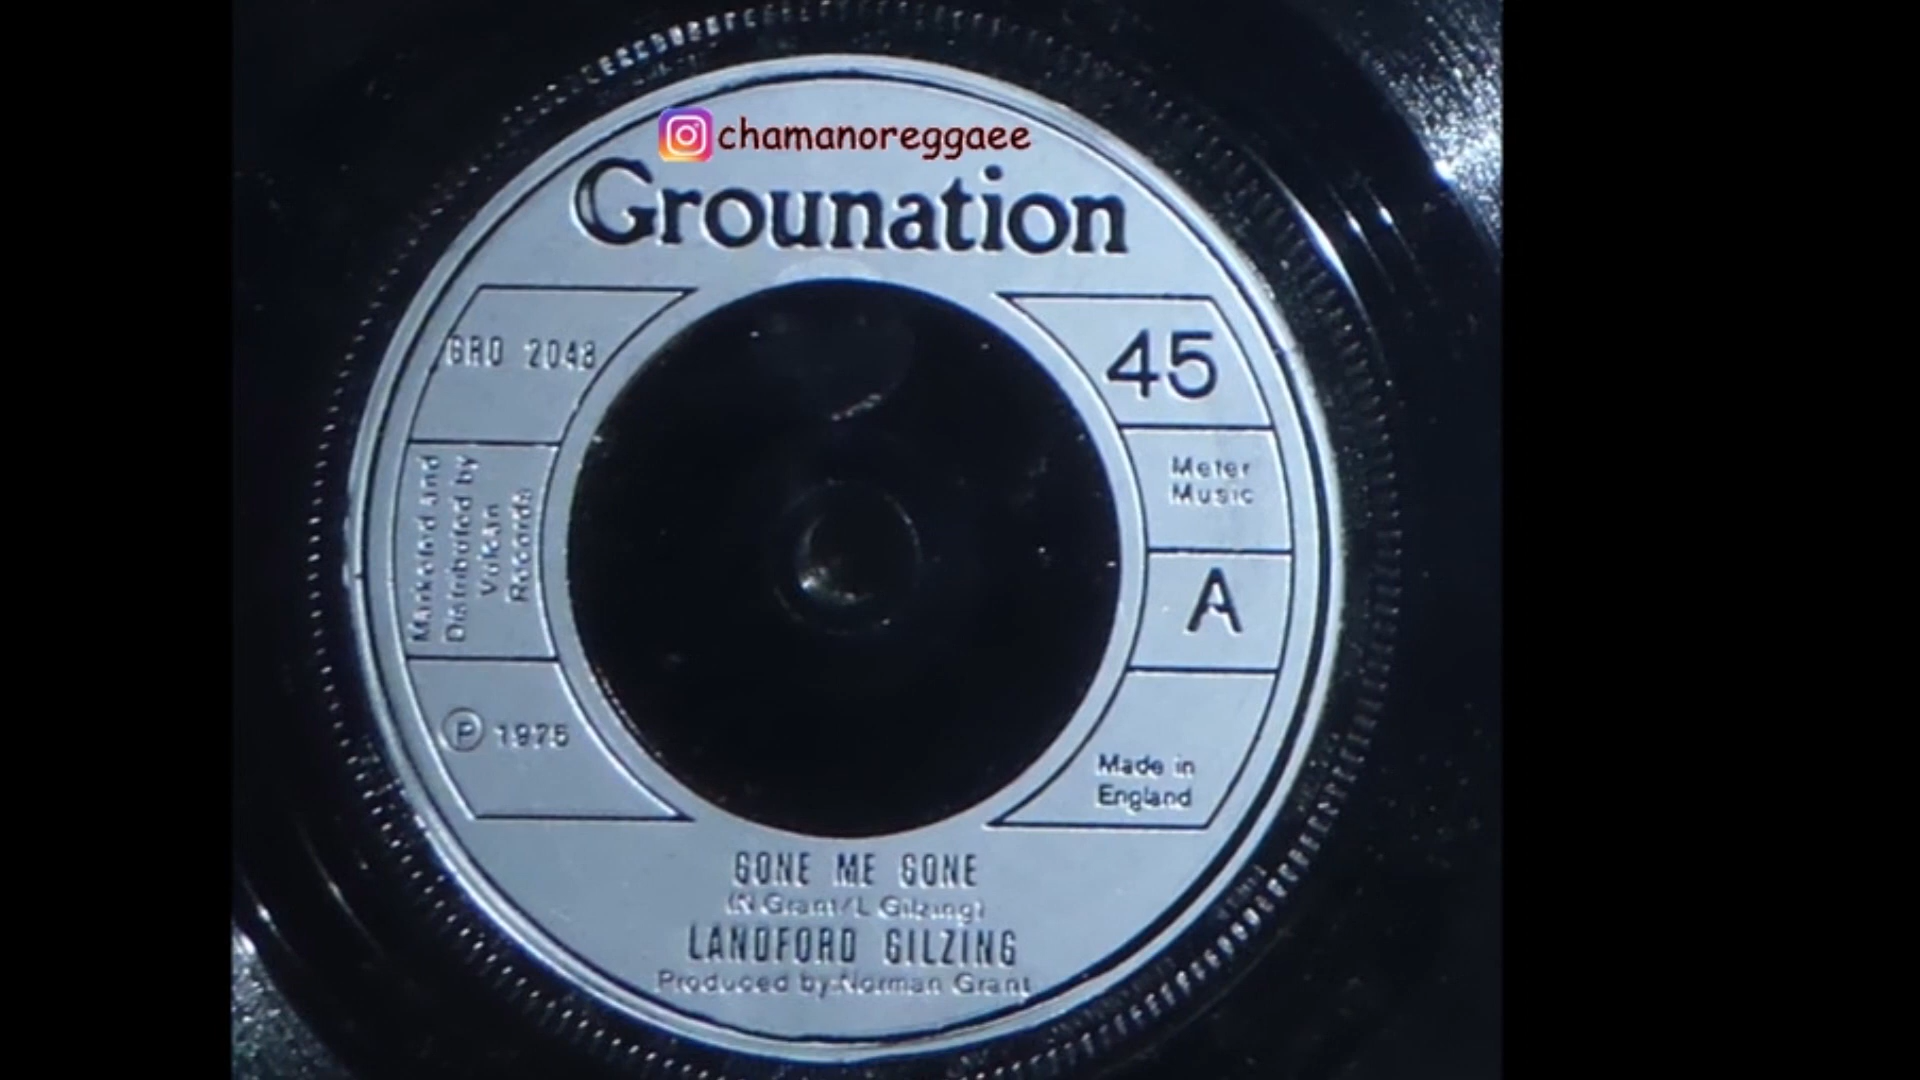 chamanoreggaee
Grounation
GRO 2048
45
Marketed and
Distributed by
Vulcan
Records
Meter
Music
A
℗ 1975
Made in
England
GONE ME GONE
(N Grant/L Gilzing)
LANDFORD GILZING
Produced by:Norman Grant